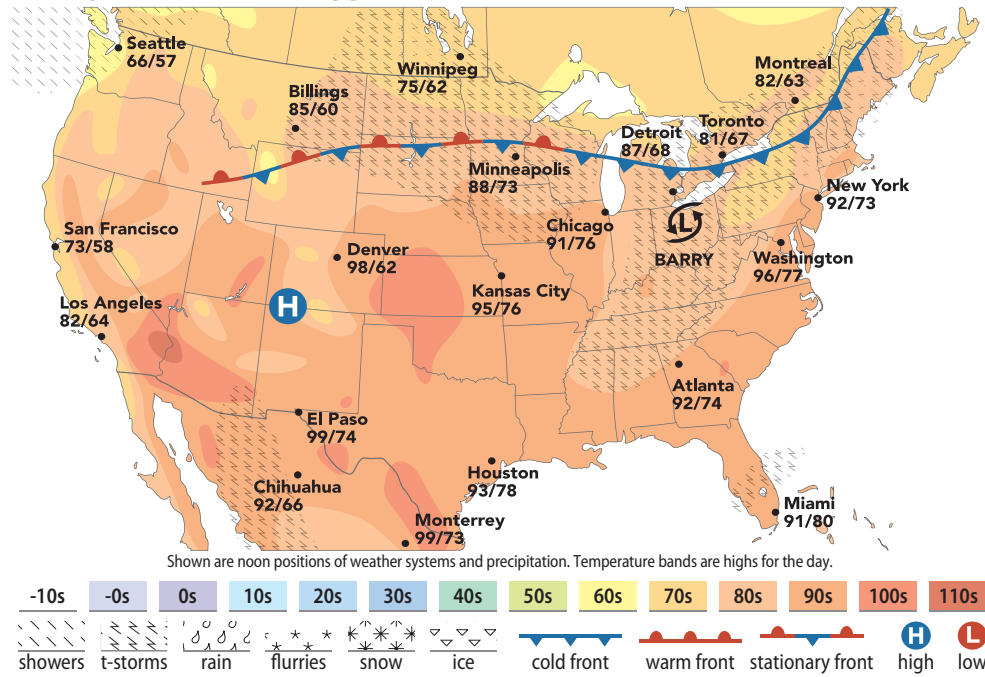 Seattle
66/57
Winnipeg
75/62
Montreal
82/63
Billings
85/60
Detroit
87/68
Toronto
81/67
Minneapolis
88/73
New York
92/73
San Francisco
73/58
Chicago
91/76
L
BARRY
Denver
98/62
Washington
96/77
Kansas City
95/76
H
Los Angeles
82/64
Atlanta
92/74
El Paso
99/74
Houston
93/78
Chihuahua
92/66
Miami
91/80
Monterrey
99/73
Shown are noon positions of weather systems and precipitation. Temperature bands are highs for the day.
-10s -0s 0s 10s 20s 30s 40s 50s 60s 70s 80s 90s 100s 110s
H L
showers t-storms rain flurries snow ice cold front warm front stationary front high low